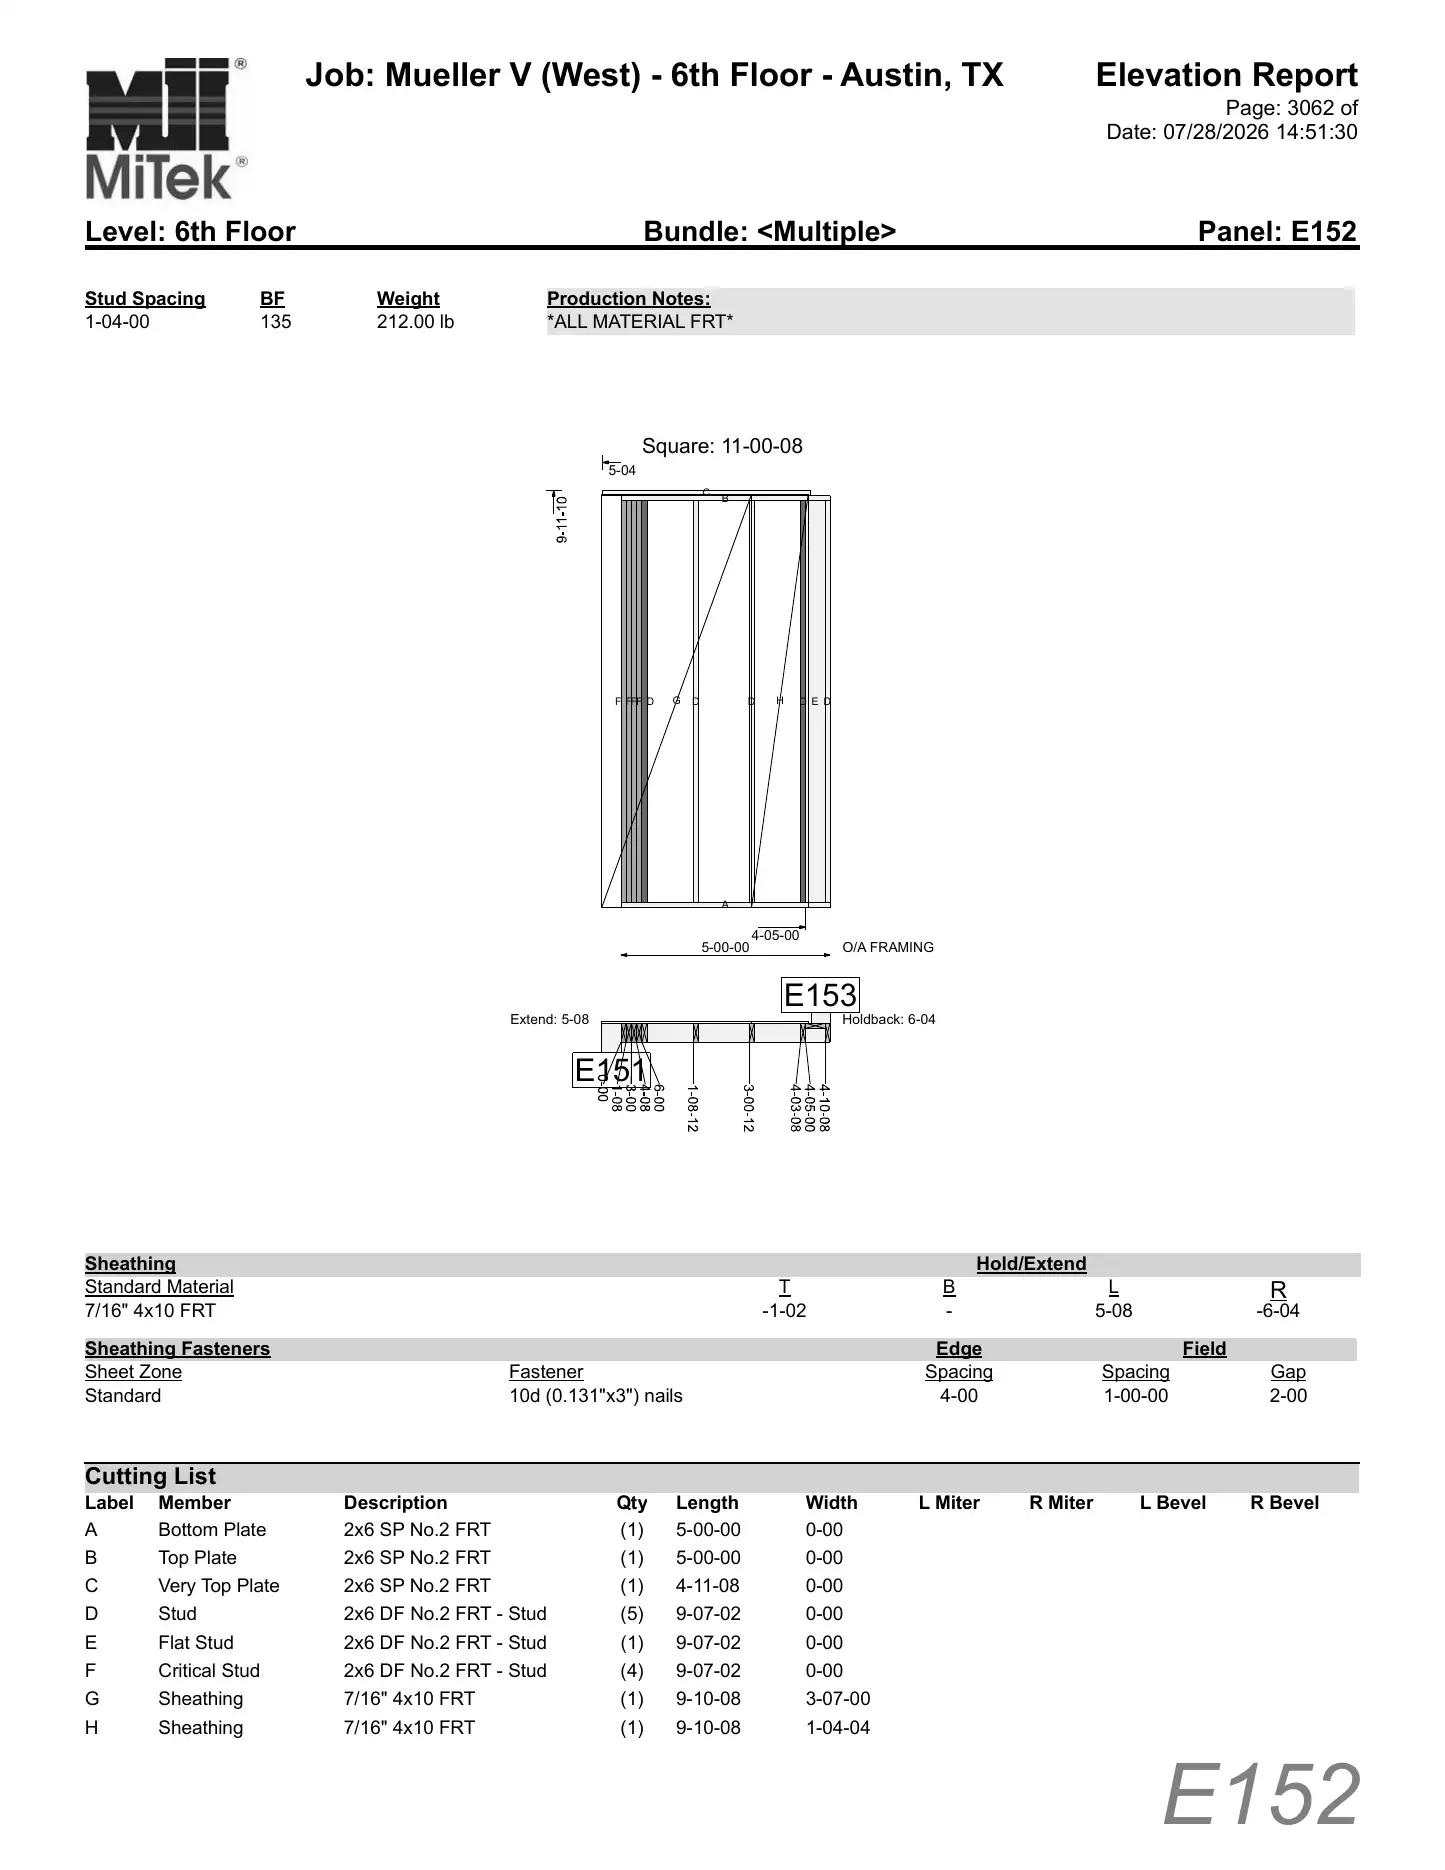 Job: Mueller V (West) - 6th Floor - Austin, TX
Elevation Report
Page: 3062 of
Date: 07/28/2026 14:51:30
MiTek®
Level: 6th Floor Bundle: <Multiple> Panel: E152
Stud Spacing BF Weight Production Notes:
1-04-00 135 212.00 lb *ALL MATERIAL FRT*
Square: 11-00-08
5-04
9-11-10
C
B
F F F F D G D D H D E D
A
4-05-00
5-00-00 O/A FRAMING
E153
Extend: 5-08 Holdback: 6-04
E151
0-00 1-08 3-00 4-08 6-00 1-08-12 3-00-12 4-03-08 4-05-00 4-10-08
Sheathing Hold/Extend
Standard Material T B L R
7/16" 4x10 FRT -1-02 - 5-08 -6-04
Sheathing Fasteners Edge Field
Sheet Zone Fastener Spacing Spacing Gap
Standard 10d (0.131"x3") nails 4-00 1-00-00 2-00
Cutting List
Label Member Description Qty Length Width L Miter R Miter L Bevel R Bevel
A Bottom Plate 2x6 SP No.2 FRT (1) 5-00-00 0-00
B Top Plate 2x6 SP No.2 FRT (1) 5-00-00 0-00
C Very Top Plate 2x6 SP No.2 FRT (1) 4-11-08 0-00
D Stud 2x6 DF No.2 FRT - Stud (5) 9-07-02 0-00
E Flat Stud 2x6 DF No.2 FRT - Stud (1) 9-07-02 0-00
F Critical Stud 2x6 DF No.2 FRT - Stud (4) 9-07-02 0-00
G Sheathing 7/16" 4x10 FRT (1) 9-10-08 3-07-00
H Sheathing 7/16" 4x10 FRT (1) 9-10-08 1-04-04
E152